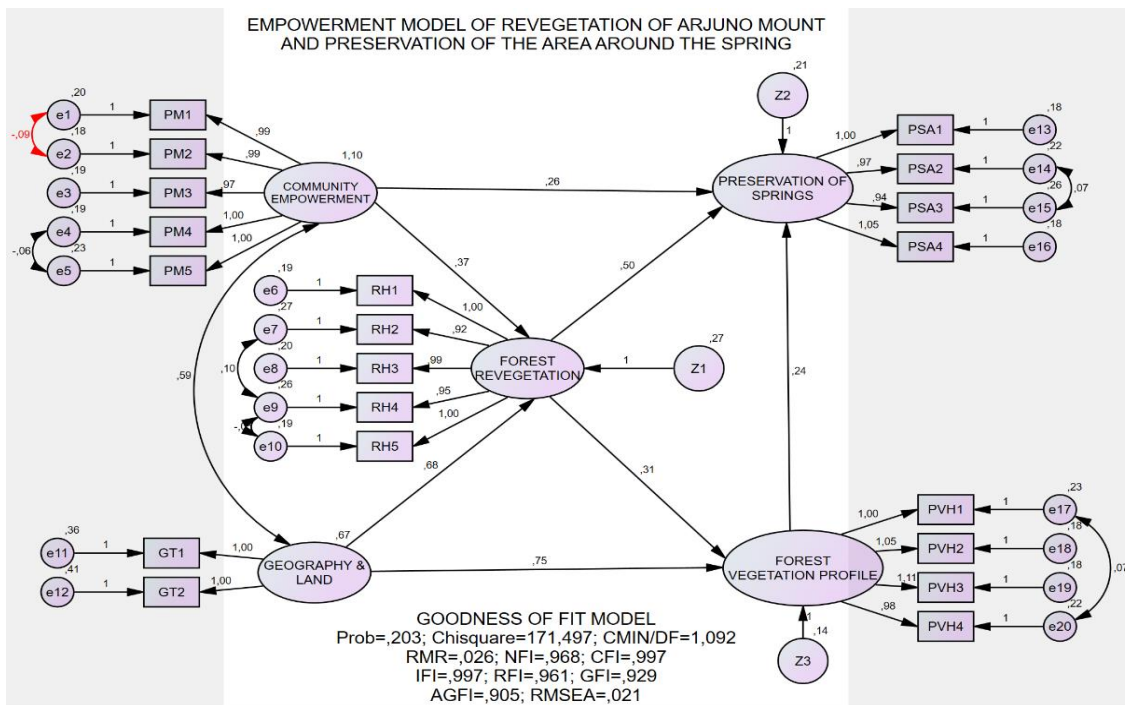 EMPOWERMENT MODEL OF REVEGETATION OF ARJUNO MOUNT
AND PRESERVATION OF THE AREA AROUND THE SPRING
,20
e1
1
PM1
,99
-,09
,18
e2
1
PM2
,99
,19
e3
1
PM3
,97
,19
e4
1
PM4
1,00
-,06
,23
e5
1
PM5
1,00
1,10
COMMUNITY
EMPOWERMENT
,26
,21
Z2
1
PRESERVATION OF
SPRINGS
1,00
PSA1
1
,18
e13
,97
PSA2
1
,22
e14
,94
PSA3
1
,26
e15
,07
1,05
PSA4
1
,18
e16
,37
,50
,59
,19
e6
1
RH1
1,00
,27
e7
1
RH2
,92
,20
e8
1
RH3
,99
,10
,26
e9
1
RH4
,95
,19
e10
1
RH5
1,00
FOREST
REVEGETATION
1
,27
Z1
,24
,68
,31
,36
e11
1
GT1
1,00
,41
e12
1
GT2
1,00
,67
GEOGRAPHY &
LAND
,75
FOREST
VEGETATION PROFILE
1,00
PVH1
1
,23
e17
1,05
PVH2
1
,18
e18
1,11
PVH3
1
,18
e19
,07
,98
PVH4
1
,22
e20
1
,14
Z3
GOODNESS OF FIT MODEL
Prob=,203; Chisquare=171,497; CMIN/DF=1,092
RMR=,026; NFI=,968; CFI=,997
IFI=,997; RFI=,961; GFI=,929
AGFI=,905; RMSEA=,021